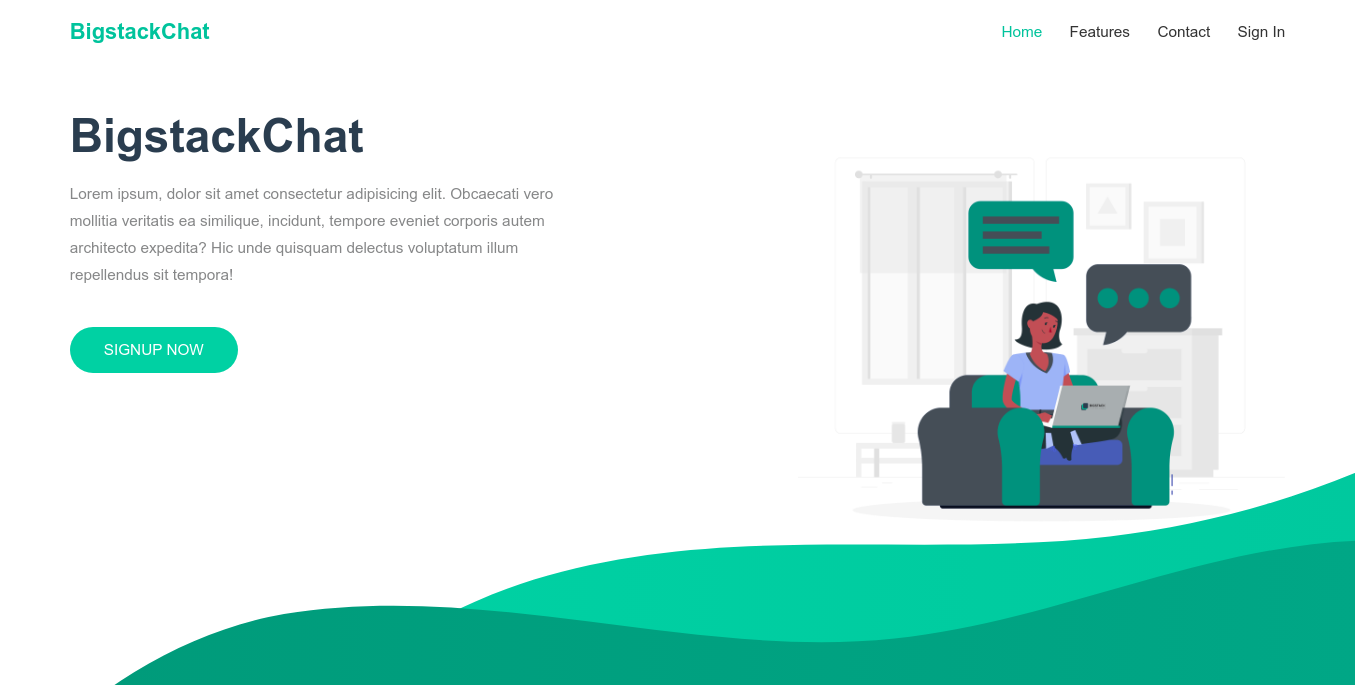 BigstackChat
Home Features Contact Sign In
BigstackChat
Lorem ipsum, dolor sit amet consectetur adipisicing elit. Obcaecati vero
mollitia veritatis ea similique, incidunt, tempore eveniet corporis autem
architecto expedita? Hic unde quisquam delectus voluptatum illum
repellendus sit tempora!
SIGNUP NOW